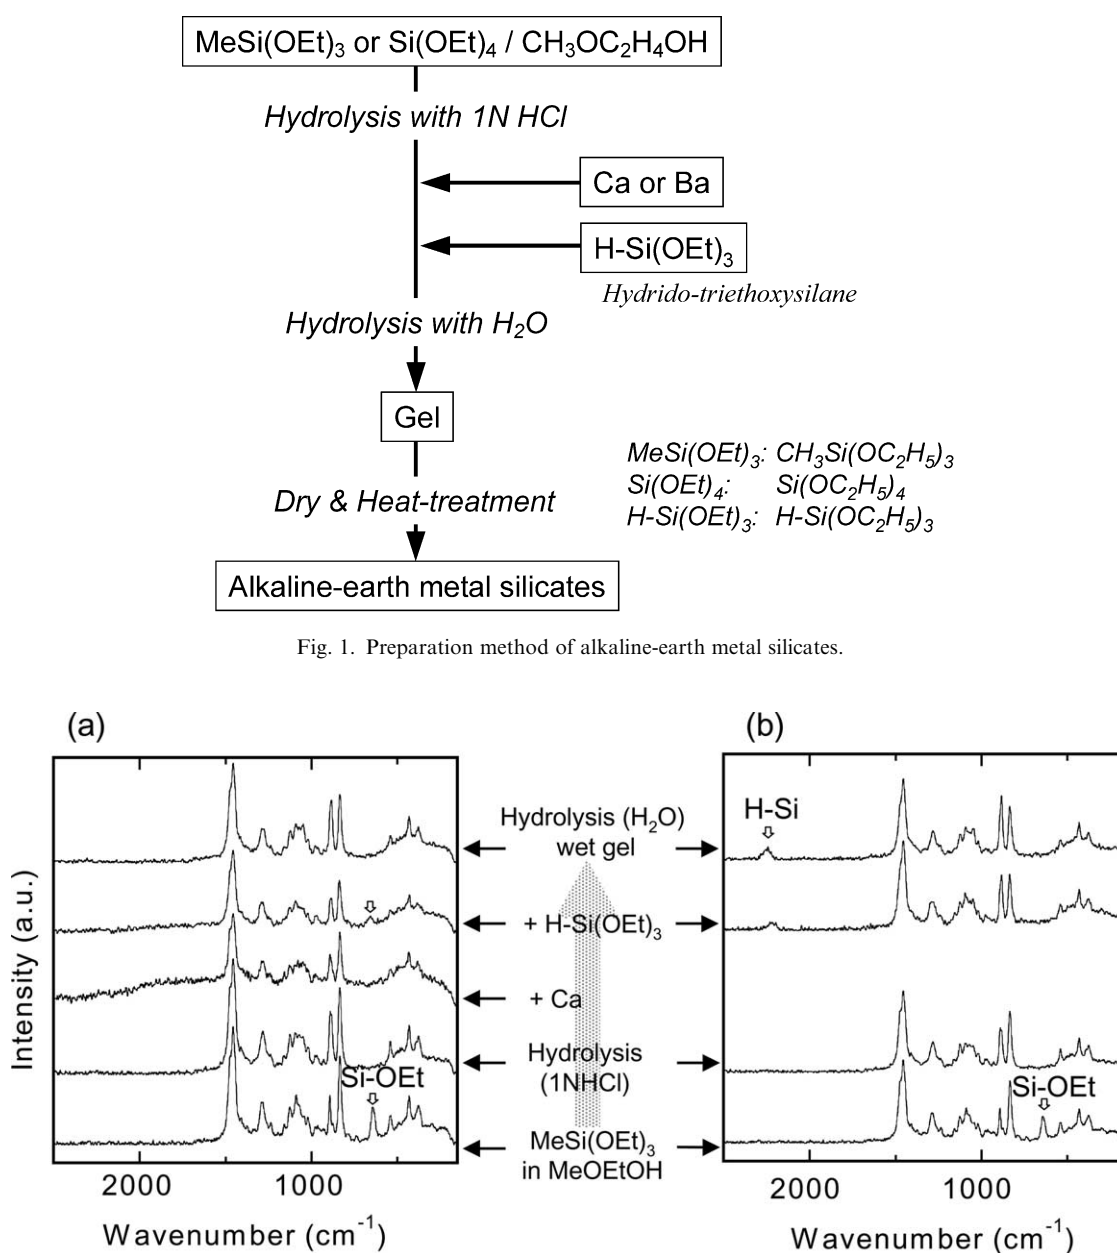 MeSi(OEt)3 or Si(OEt)4 / CH3OC2H4OH
Hydrolysis with 1N HCl
Ca or Ba
H-Si(OEt)3
Hydrido-triethoxysilane
Hydrolysis with H2O
Gel
MeSi(OEt)3: CH3Si(OC2H5)3
Si(OEt)4: Si(OC2H5)4
H-Si(OEt)3: H-Si(OC2H5)3
Dry & Heat-treatment
Alkaline-earth metal silicates
Fig. 1. Preparation method of alkaline-earth metal silicates.
(a)
Intensity (a.u.)
Si-OEt
2000 1000
Wavenumber (cm-1)
Hydrolysis (H2O)
wet gel
+ H-Si(OEt)3
+ Ca
Hydrolysis
(1NHCl)
MeSi(OEt)3
in MeOEtOH
(b)
H-Si
Si-OEt
2000 1000
Wavenumber (cm-1)